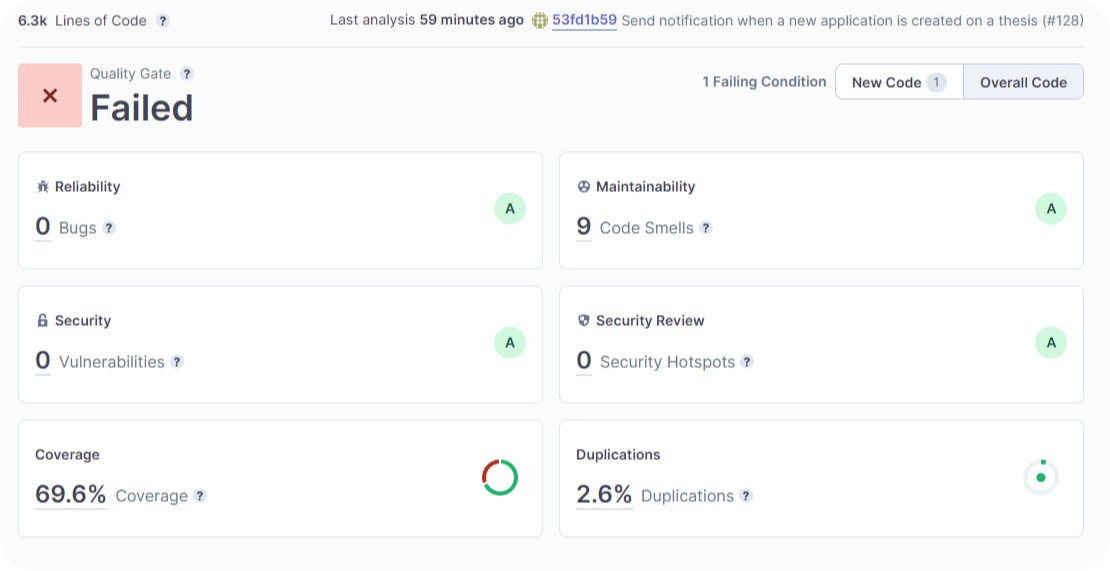 6.3k Lines of Code ? Last analysis 59 minutes ago 53fd1b59 Send notification when a new application is created on a thesis (#128)
Quality Gate ?
Failed
1 Failing Condition New Code 1 Overall Code
Reliability
0 Bugs ?
A
Maintainability
9 Code Smells ?
A
Security
0 Vulnerabilities ?
A
Security Review
0 Security Hotspots ?
A
Coverage
69.6% Coverage ?
Duplications
2.6% Duplications ?